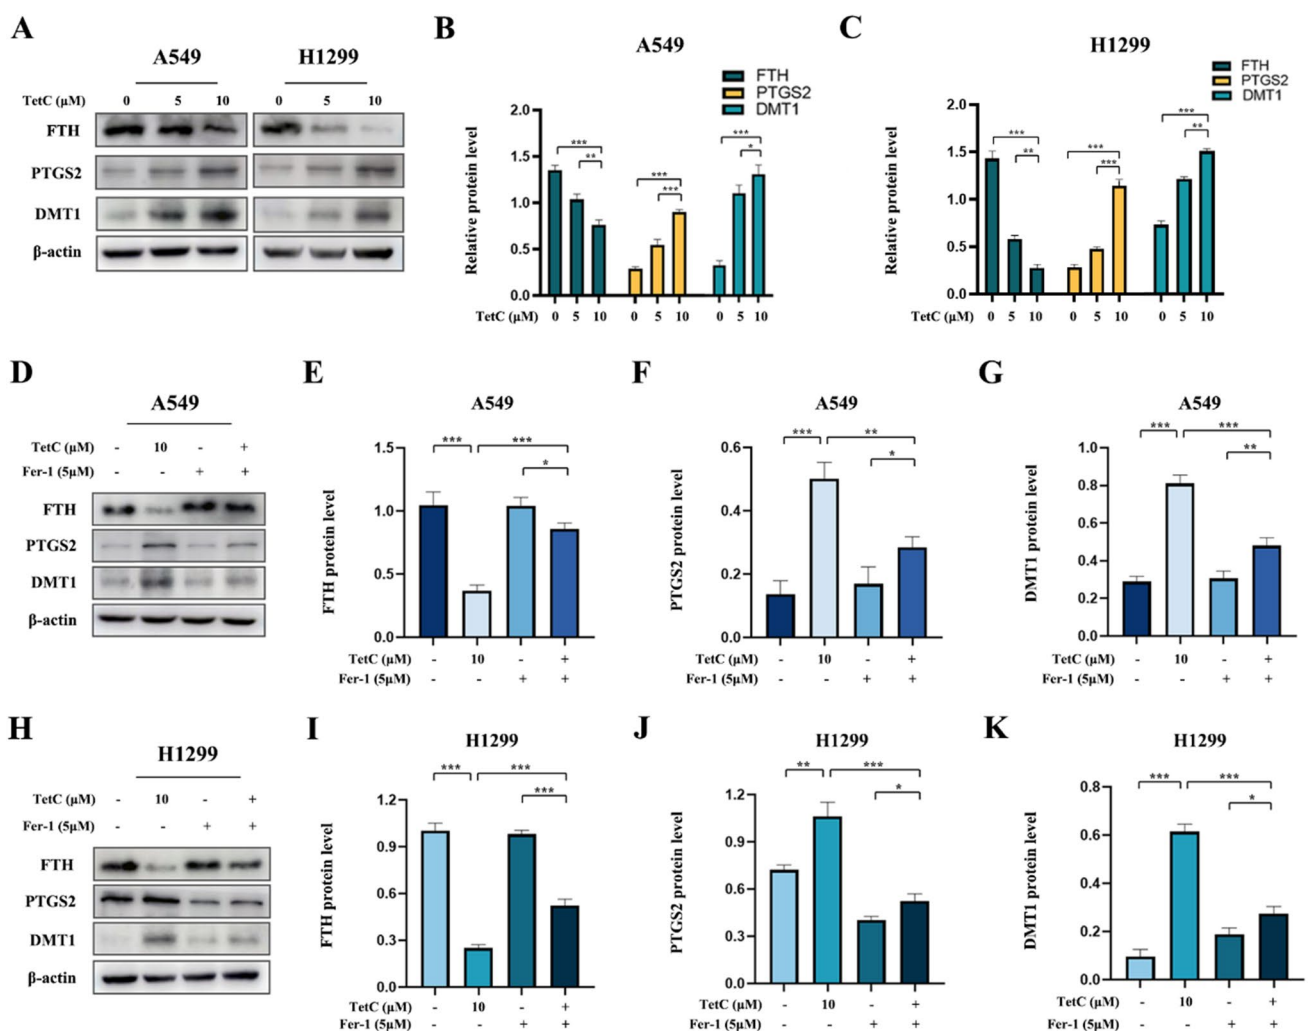 A
A549
H1299
TetC (μM) 0 5 10 0 5 10
FTH
PTGS2
DMT1
β-actin
B
A549
FTH
PTGS2
DMT1
Relative protein level
2.0
1.5
1.0
0.5
0.0
*** ** *** *** *** *
TetC (μM) 0 5 10 0 5 10 0 5 10
C
H1299
FTH
PTGS2
DMT1
Relative protein level
2.0
1.5
1.0
0.5
0.0
*** ** *** *** *** **
TetC (μM) 0 5 10 0 5 10 0 5 10
D
A549
TetC (μM) - 10 - +
Fer-1 (5μM) - - + +
FTH
PTGS2
DMT1
β-actin
E
A549
FTH protein level
1.5
1.0
0.5
0.0
*** *** *
TetC (μM) - 10 - +
Fer-1 (5μM) - - + +
F
A549
PTGS2 protein level
0.6
0.4
0.2
0.0
*** ** *
TetC (μM) - 10 - +
Fer-1 (5μM) - - + +
G
A549
DMT1 protein level
1.0
0.8
0.6
0.4
0.2
0.0
*** *** **
TetC (μM) - 10 - +
Fer-1 (5μM) - - + +
H
H1299
TetC (μM) - 10 - +
Fer-1 (5μM) - - + +
FTH
PTGS2
DMT1
β-actin
I
H1299
FTH protein level
1.2
0.9
0.6
0.3
0.0
*** *** ***
TetC (μM) - 10 - +
Fer-1 (5μM) - - + +
J
H1299
PTGS2 protein level
1.2
0.9
0.6
0.3
0.0
** *** *
TetC (μM) - 10 - +
Fer-1 (5μM) - - + +
K
H1299
DMT1 protein level
0.8
0.6
0.4
0.2
0.0
*** *** *
TetC (μM) - 10 - +
Fer-1 (5μM) - - + +